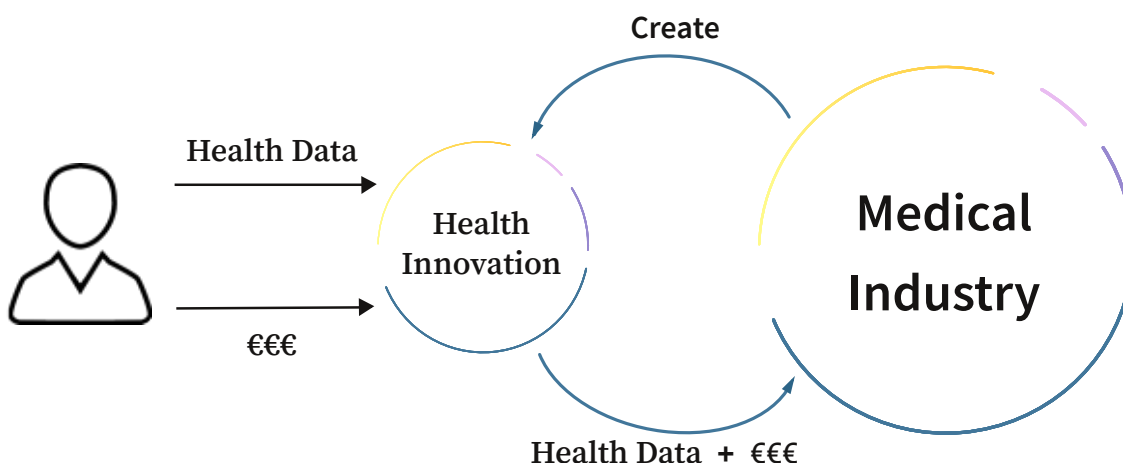 Create
Health Data
€€€
Health
Innovation
Medical
Industry
Health Data + €€€